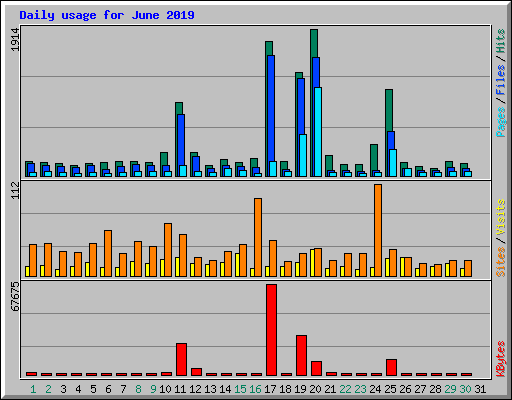 Daily usage for June 2019
1914
Pages / Files / Hits
112
Sites / Visits
67675
KBytes
1 2 3 4 5 6 7 8 9 10 11 12 13 14 15 16 17 18 19 20 21 22 23 24 25 26 27 28 29 30 31